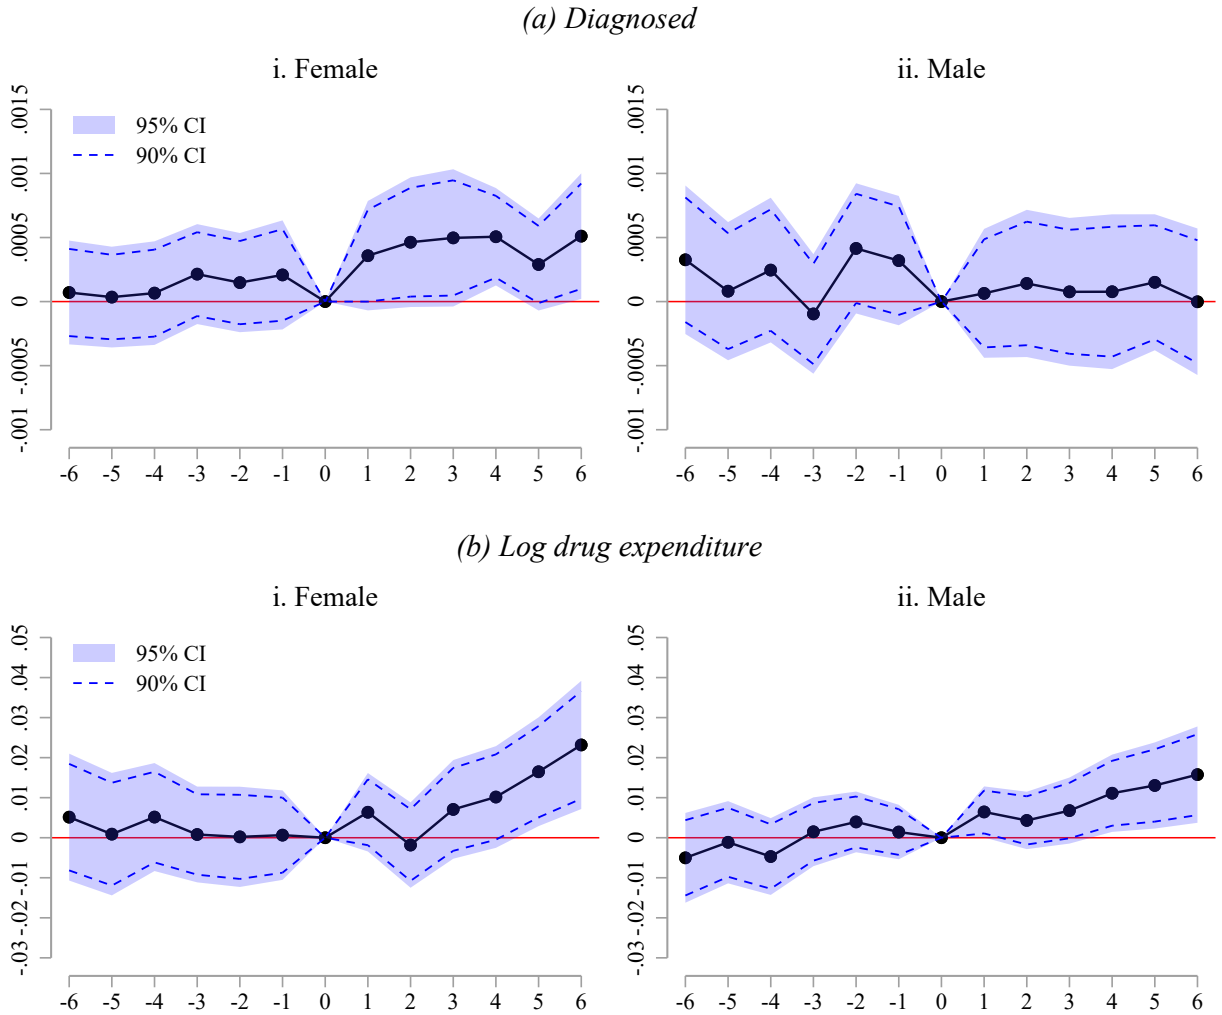 (a) Diagnosed
i. Female
ii. Male
95% CI
90% CI
.0015
.001
.0005
0
-.0005
-.001
-6 -5 -4 -3 -2 -1 0 1 2 3 4 5 6
.0015
.001
.0005
0
-.0005
-.001
-6 -5 -4 -3 -2 -1 0 1 2 3 4 5 6
(b) Log drug expenditure
i. Female
ii. Male
95% CI
90% CI
.05
.04
.03
.02
.01
0
-.01
-.02
-.03
-6 -5 -4 -3 -2 -1 0 1 2 3 4 5 6
.05
.04
.03
.02
.01
0
-.01
-.02
-.03
-6 -5 -4 -3 -2 -1 0 1 2 3 4 5 6